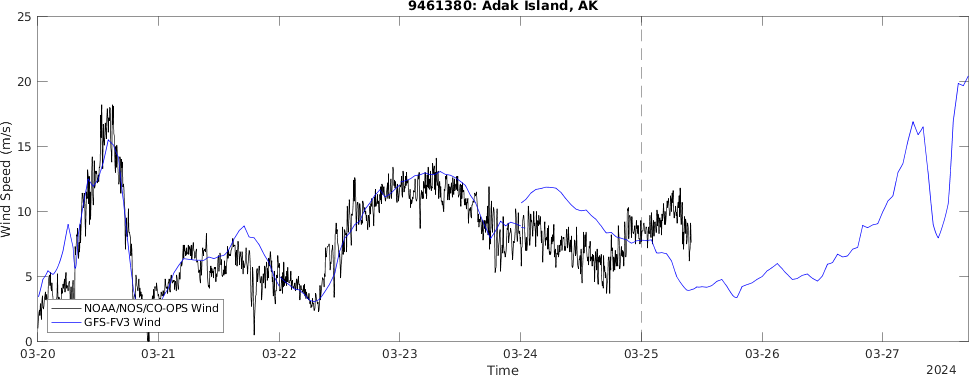 9461380: Adak Island, AK
Wind Speed (m/s)
25
20
15
10
5
0
NOAA/NOS/CO-OPS Wind
GFS-FV3 Wind
03-20 03-21 03-22 03-23 03-24 03-25 03-26 03-27
Time
2024